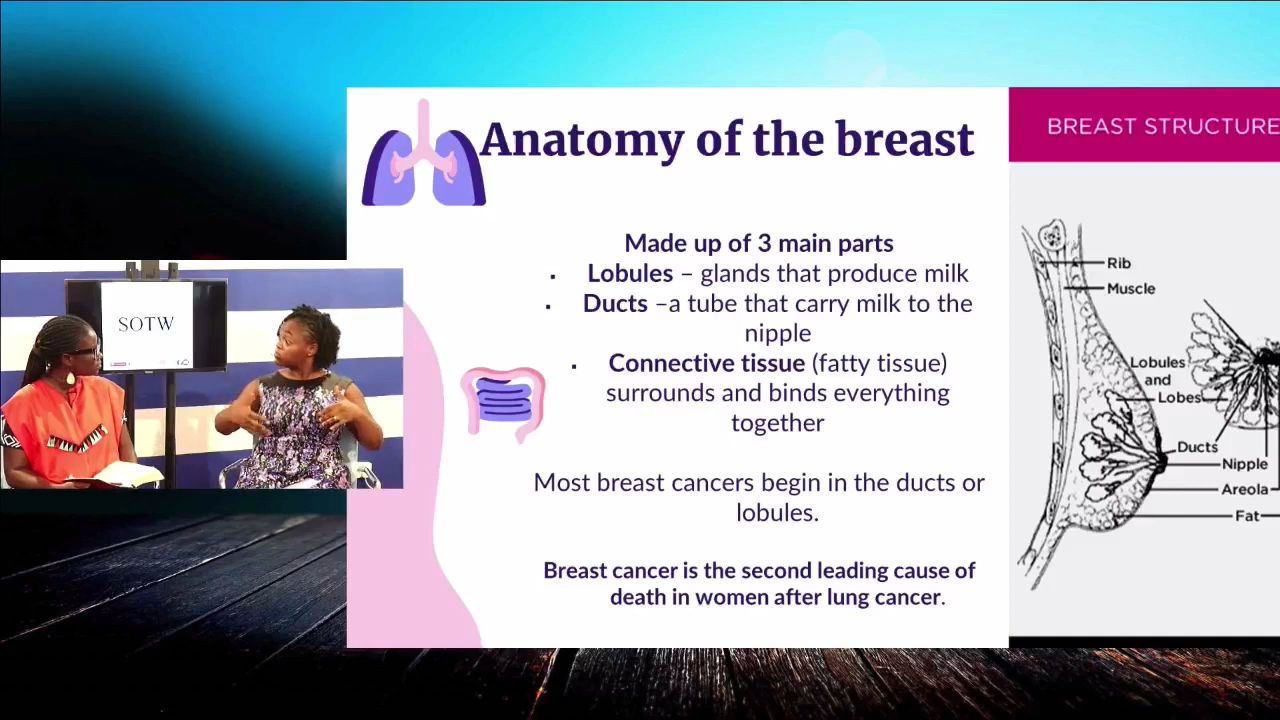 Anatomy of the breast
Made up of 3 main parts
▪ Lobules – glands that produce milk
▪ Ducts –a tube that carry milk to the
nipple
▪ Connective tissue (fatty tissue)
surrounds and binds everything
together
Most breast cancers begin in the ducts or
lobules.
Breast cancer is the second leading cause of
death in women after lung cancer.
SOTW
BREAST STRUCTURE
Rib
Muscle
Lobules
and
Lobes
Ducts
Nipple
Areola
Fat